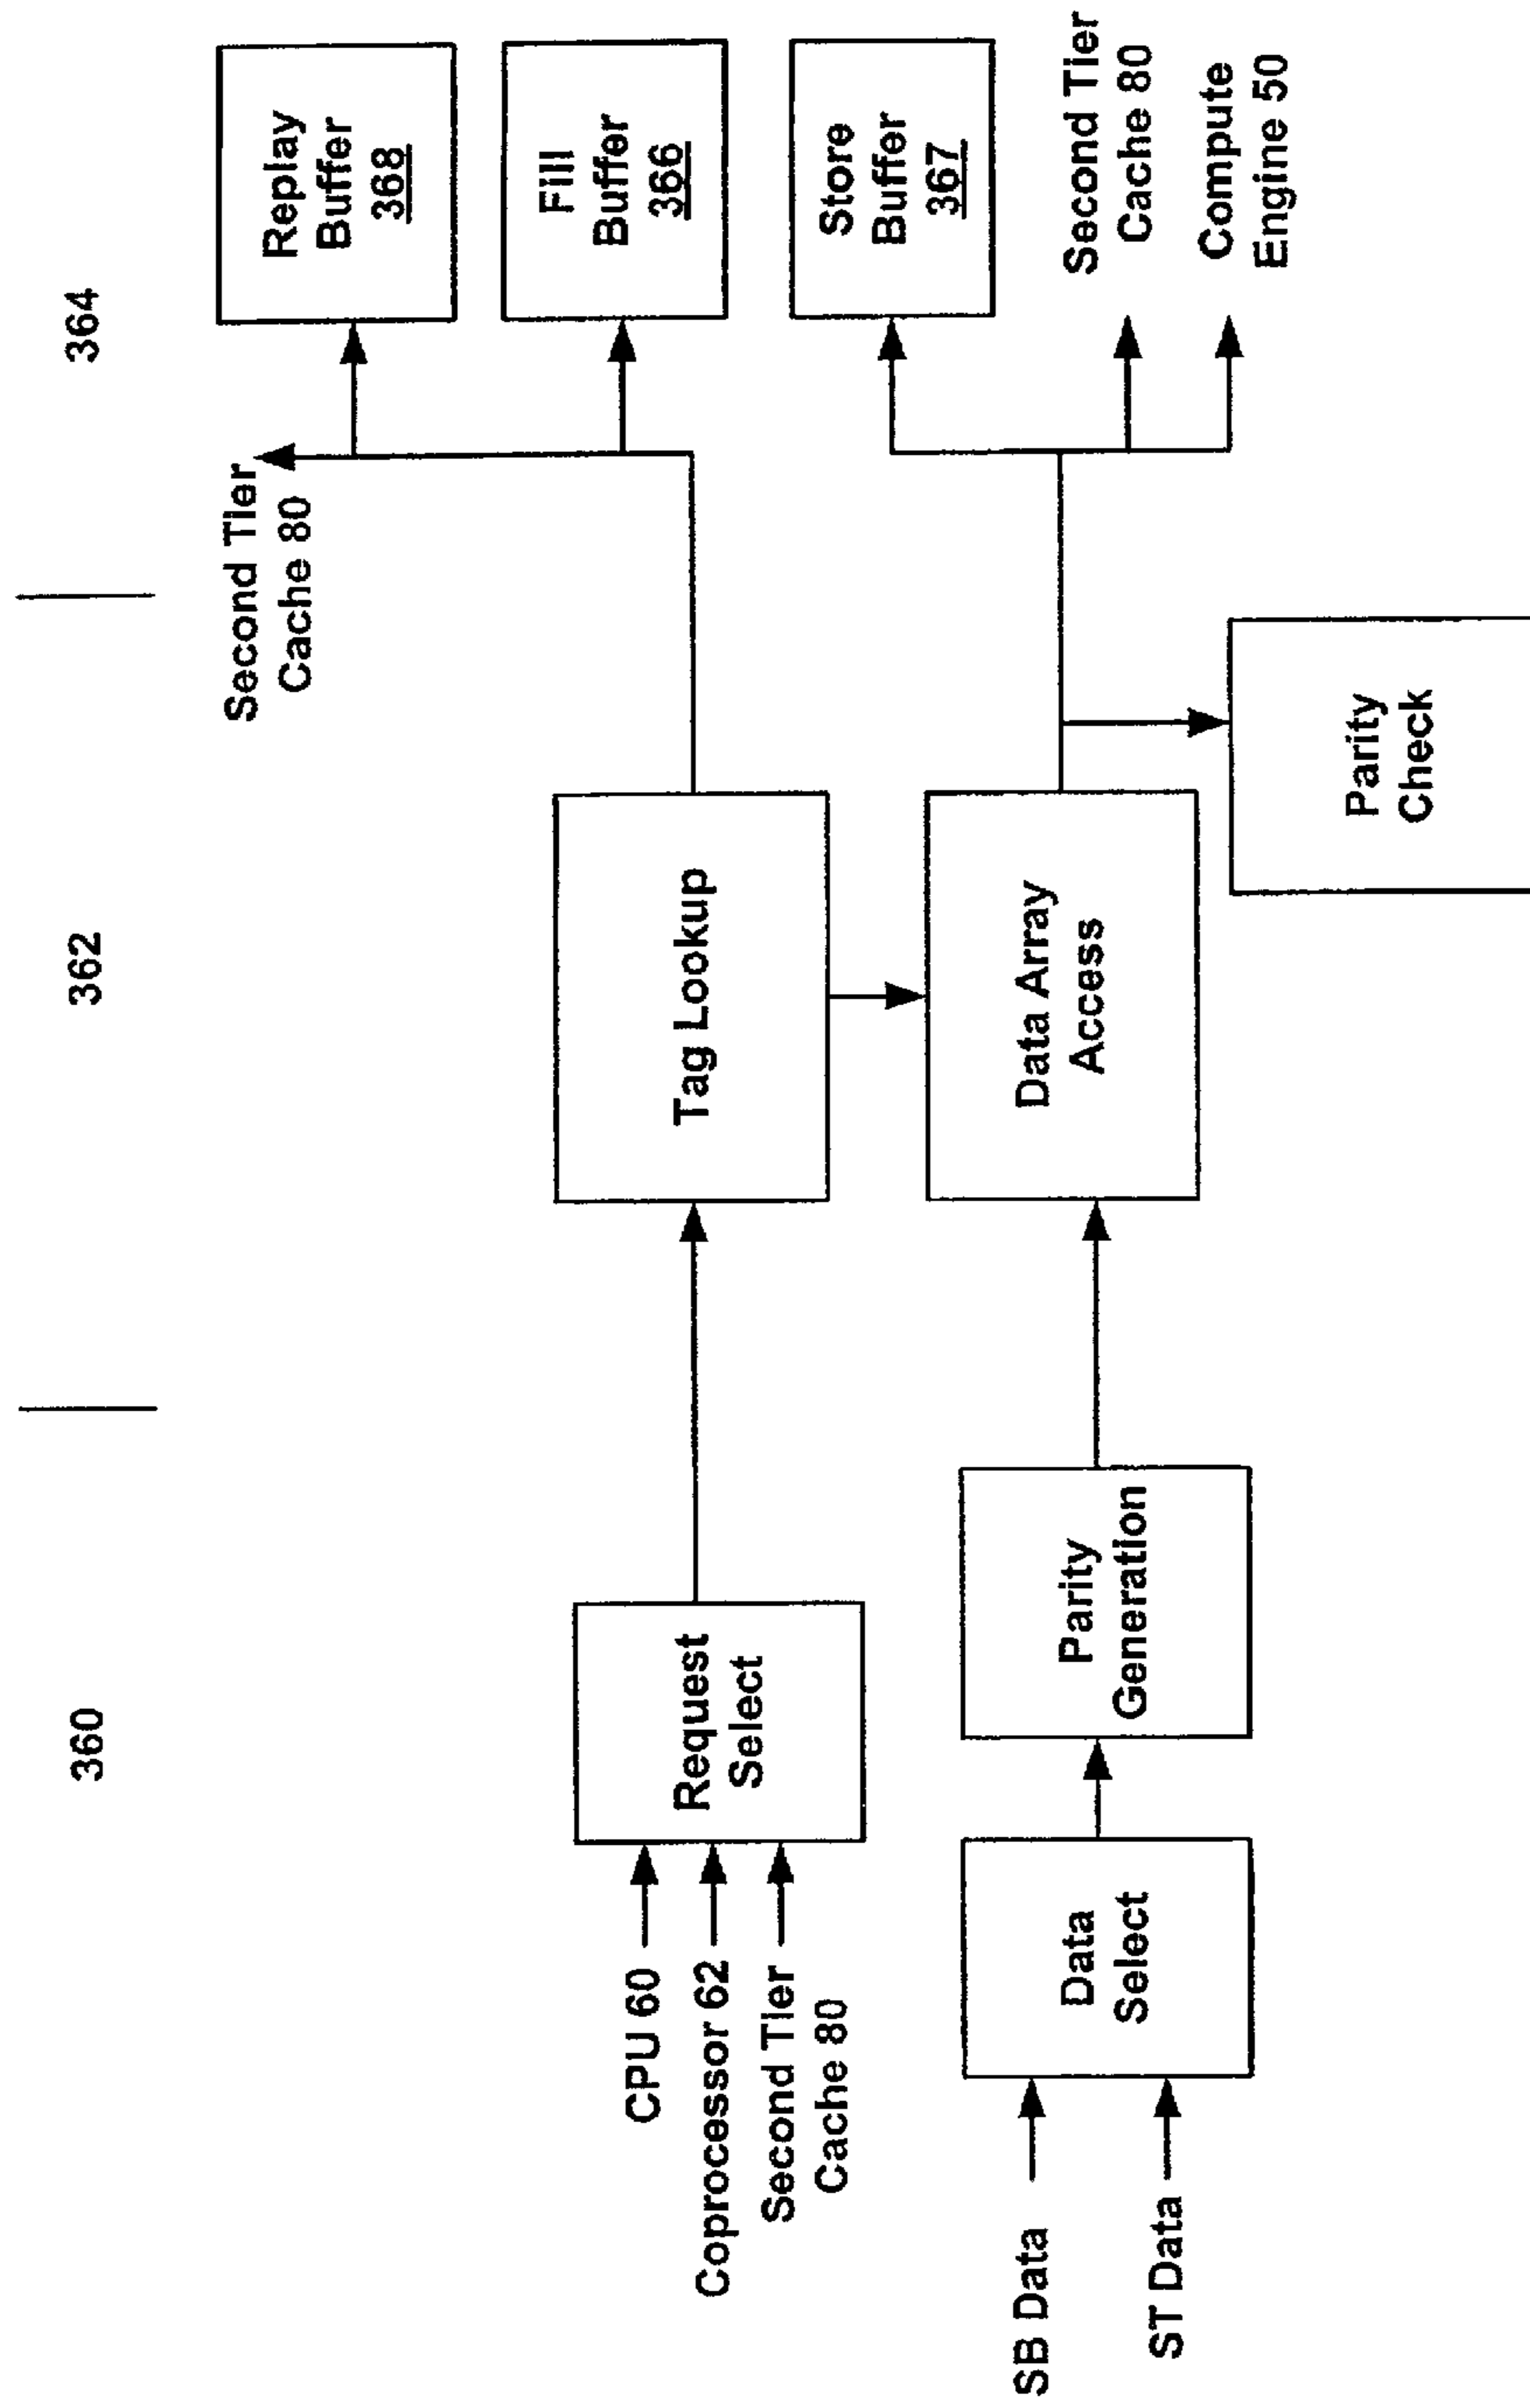 360
362
364
Second Tier
Cache 80
Replay
Buffer
368
Fill
Buffer
366
CPU 60
Coprocessor 62
Second Tier
Cache 80
Request
Select
Tag Lookup
Store
Buffer
367
SB Data
ST Data
Data
Select
Parity
Generation
Data Array
Access
Second Tier
Cache 80
Compute
Engine 50
Parity
Check